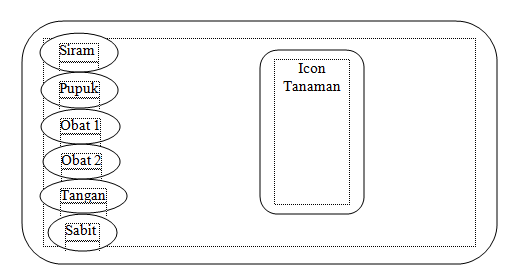 Siram
Pupuk
Obat 1
Obat 2
Tangan
Sabit
Icon
Tanaman